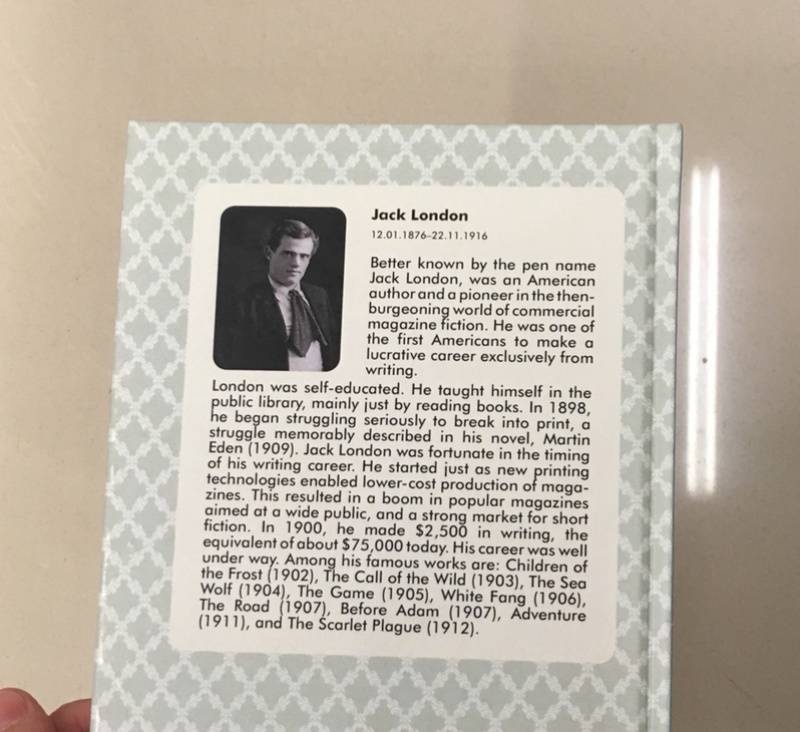 Jack London
12.01.1876–22.11.1916
Better known by the pen name
Jack London, was an American
author and a pioneer in the then-
burgeoning world of commercial
magazine fiction. He was one of
the first Americans to make a
lucrative career exclusively from
writing.
London was self-educated. He taught himself in the
public library, mainly just by reading books. In 1898,
he began struggling seriously to break into print, a
struggle memorably described in his novel, Martin
Eden (1909). Jack London was fortunate in the timing
of his writing career. He started just as new printing
technologies enabled lower-cost production of maga-
zines. This resulted in a boom in popular magazines
aimed at a wide public, and a strong market for short
fiction. In 1900, he made $2,500 in writing, the
equivalent of about $75,000 today. His career was well
under way. Among his famous works are: Children of
the Frost (1902), The Call of the Wild (1903), The Sea
Wolf (1904), The Game (1905), White Fang (1906),
The Road (1907), Before Adam (1907), Adventure
(1911), and The Scarlet Plague (1912).